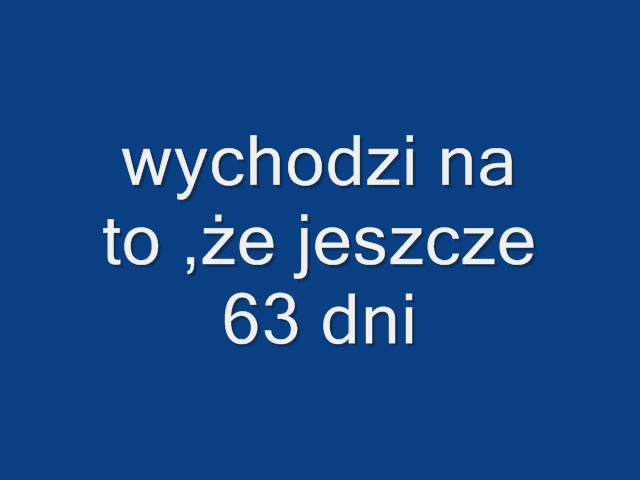 wychodzi na
to ,że jeszcze
63 dni